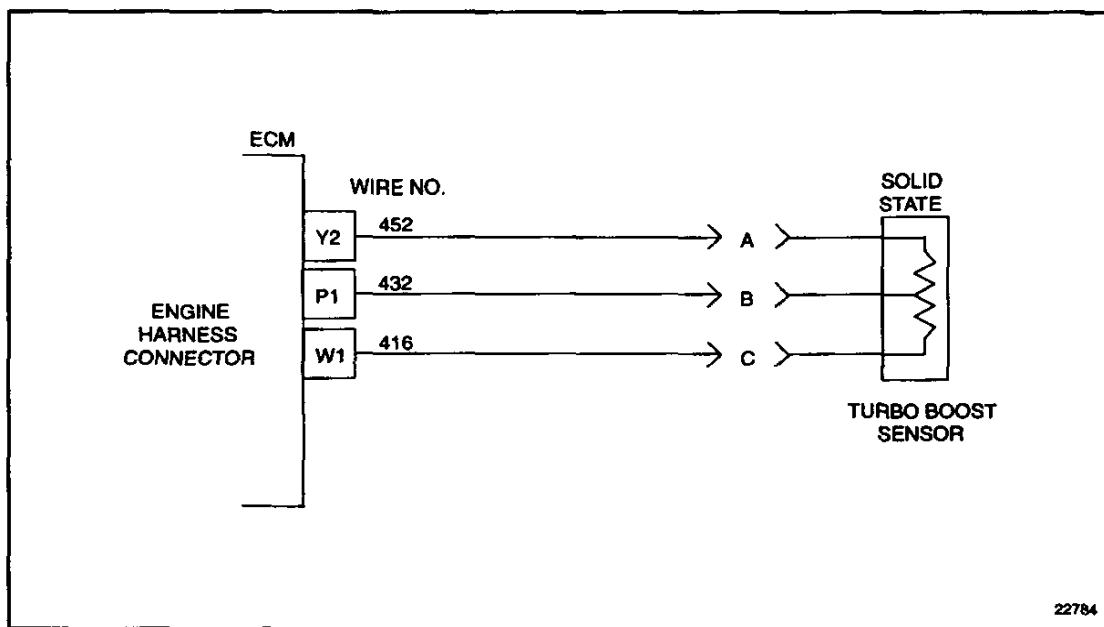 ECM
WIRE NO.
SOLID
STATE
Y2 452 A
P1 432 B
W1 416 C
ENGINE
HARNESS
CONNECTOR
TURBO BOOST
SENSOR
22784